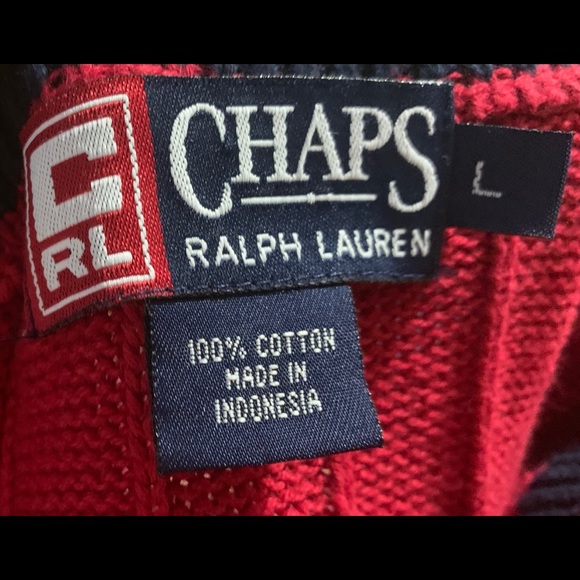 C
RL
CHAPS
RALPH LAUREN
L
100% COTTON
MADE IN
INDONESIA